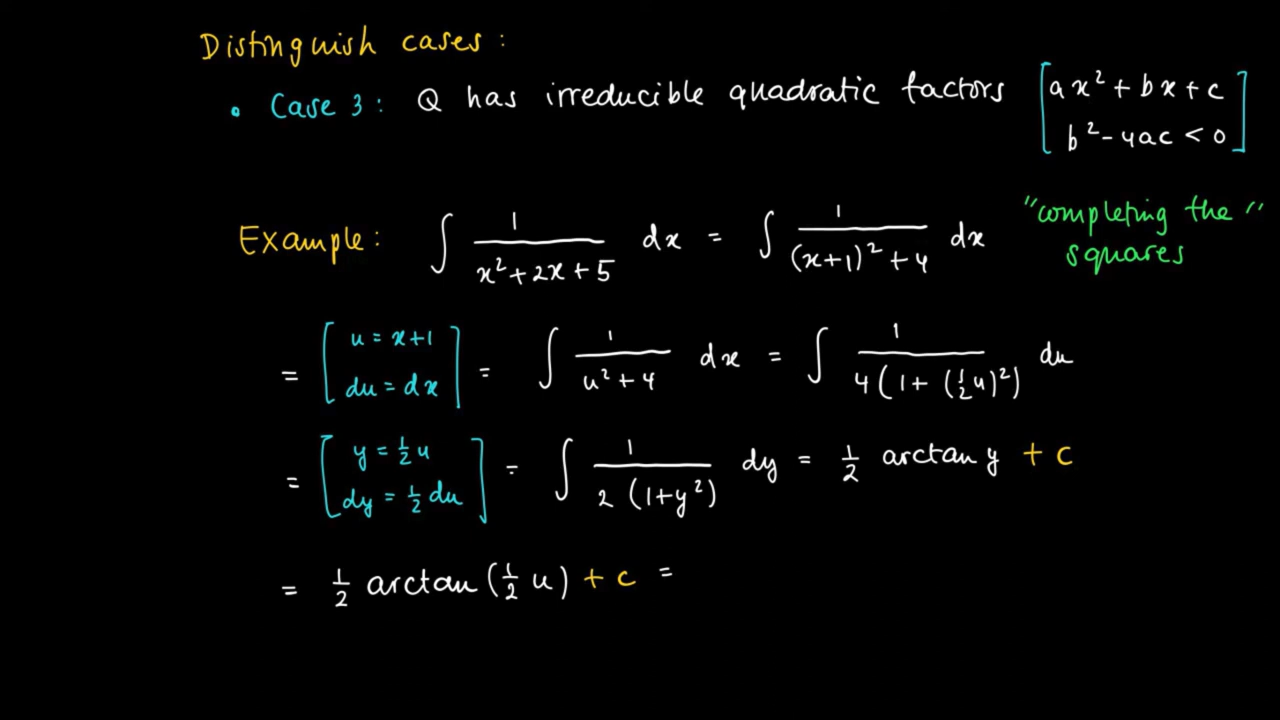 Distinguish cases :
• Case 3 : Q has irreducible quadratic factors [ax² + bx + c
b² - 4ac < 0]
Example : ∫ 1/(x² + 2x + 5) dx = ∫ 1/((x+1)² + 4) dx "completing the"
squares
= [u = x+1
du = dx] = ∫ 1/(u² + 4) dx = ∫ 1/(4(1 + (½u)²)) du
= [y = ½u
dy = ½du] = ∫ 1/(2(1+y²)) dy = ½ arctan y + c
= ½ arctan(½ u) + c =